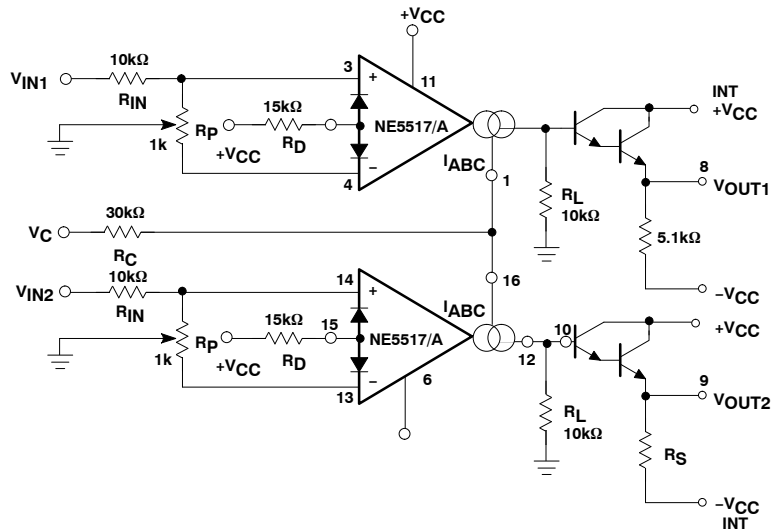 +VCC
10kΩ
VIN1
RIN
3
+
11
INT
+VCC
15kΩ
RP
+VCC
RD
NE5517/A
1k
−
4
IABC
1
8
VOUT1
RL
10kΩ
5.1kΩ
30kΩ
VC
RC
−VCC
10kΩ
VIN2
RIN
14
+
16
IABC
+VCC
15kΩ
15
RP
+VCC
RD
NE5517/A
1k
−
13
6
12
10
9
VOUT2
RL
10kΩ
RS
−VCC
INT